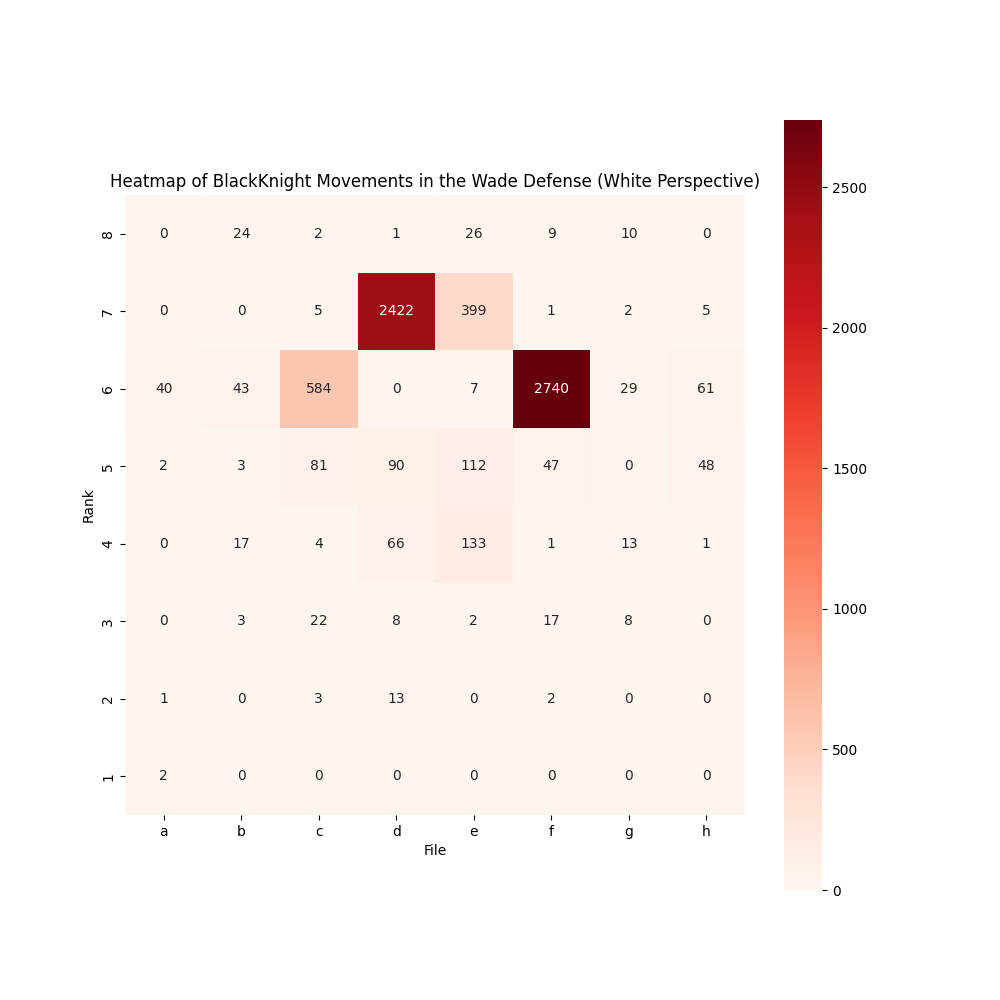 Heatmap of BlackKnight Movements in the Wade Defense (White Perspective)
8 0 24 2 1 26 9 10 0
7 0 0 5 2422 399 1 2 5
6 40 43 584 0 7 2740 29 61
5 2 3 81 90 112 47 0 48
4 0 17 4 66 133 1 13 1
3 0 3 22 8 2 17 8 0
2 1 0 3 13 0 2 0 0
1 2 0 0 0 0 0 0 0
a b c d e f g h
File
Rank
2500
2000
1500
1000
500
0